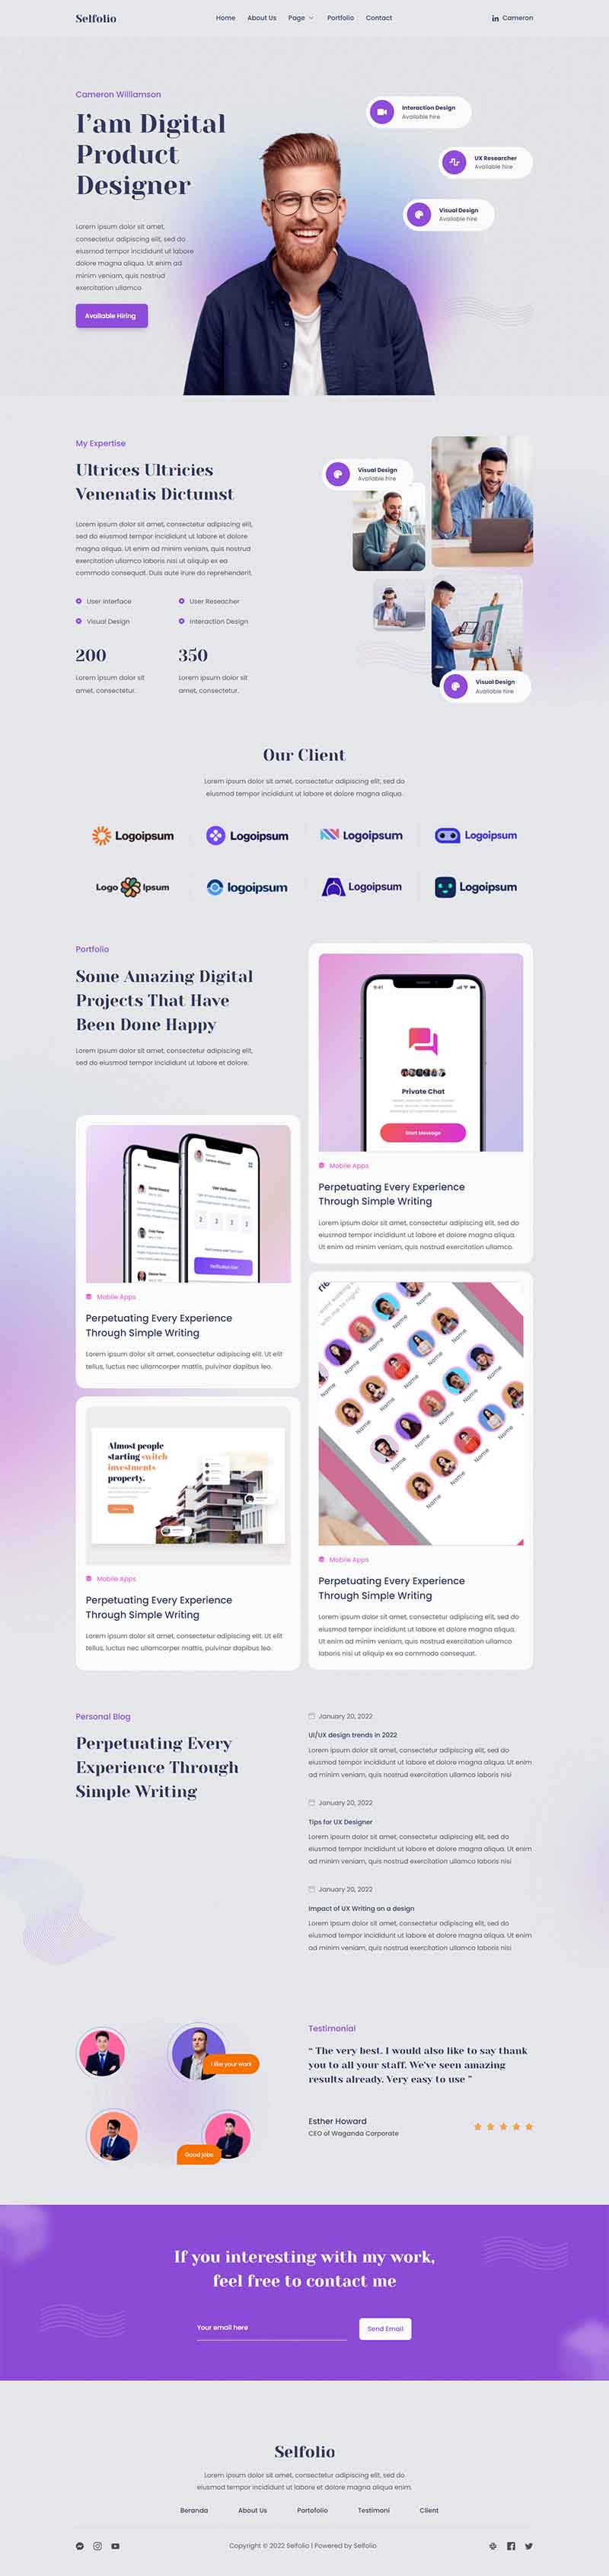 Selfolio
Home About Us Page Portfolio Contact
Cameron
Cameron Williamson
I'am Digital
Product
Designer
Lorem ipsum dolor sit amet,
consectetur adipiscing elit, sed do
eiusmod tempor incididunt ut labore
dolore magna aliqua. Ut enim ad
minim veniam, quis nostrud
exercitation ullamco
Available Hiring
Interaction Design
Available hire
UX Researcher
Available hire
Visual Design
Available hire
My Expertise
Ultrices Ultricies
Venenatis Dictumst
Lorem ipsum dolor sit amet, consectetur adipiscing elit,
sed do eiusmod tempor incididunt ut labore et dolore
magna aliqua. Ut enim ad minim veniam, quis nostrud
exercitation ullamco laboris nisi ut aliquip ex ea
commodo consequat. Duis aute irure do reprehenderit.
User Interface
User Reseacher
Visual Design
Interaction Design
200
Lorem ipsum dolor sit
amet, consectetur.
350
Lorem ipsum dolor sit
amet, consectetur.
Visual Design
Available hire
Visual Design
Available hire
Our Client
Lorem ipsum dolor sit amet, consectetur adipiscing elit, sed do
eiusmod tempor incididunt ut labore et dolore magna aliqua.
Logoipsum
Logoipsum
Logoipsum
Logoipsum
Logo Ipsum
logoipsum
Logoipsum
Logoipsum
Portfolio
Some Amazing Digital
Projects That Have
Been Done Happy
Lorem ipsum dolor sit amet, consectetur adipiscing elit,
sed do eiusmod tempor incididunt ut labore et dolore.
9:41
Private Chat
Start Message
Mobile Apps
Perpetuating Every Experience
Through Simple Writing
Lorem ipsum dolor sit amet, consectetur adipiscing elit, sed do
eiusmod tempor incididunt ut labore et dolore magna aliqua.
Ut enim ad minim veniam, quis nostrud exercitation ullamco.
User Verification
2 2 2 2
Mobile Apps
Perpetuating Every Experience
Through Simple Writing
Lorem ipsum dolor sit amet, consectetur adipiscing elit. Ut elit
tellus, luctus nec ullamcorper mattis, pulvinar dapibus leo.
Name
Name
Name
Name
Name
Name
Name
Name
Name
Name
Name
Name
Name
Name
Mobile Apps
Perpetuating Every Experience
Through Simple Writing
Lorem ipsum dolor sit amet, consectetur adipiscing elit, sed do
eiusmod tempor incididunt ut labore et dolore magna aliqua.
Ut enim ad minim veniam, quis nostrud exercitation ullamco
laboris nisi ut aliquip ex ea commodo consequat.
Almost people
starting switch
investments
property.
Mobile Apps
Perpetuating Every Experience
Through Simple Writing
Lorem ipsum dolor sit amet, consectetur adipiscing elit. Ut elit
tellus, luctus nec ullamcorper mattis, pulvinar dapibus leo.
Personal Blog
Perpetuating Every
Experience Through
Simple Writing
January 20, 2022
UI/UX design trends in 2022
Lorem ipsum dolor sit amet, consectetur adipiscing elit, sed do
eiusmod tempor incididunt ut labore et dolore magna aliqua. Ut enim
ad minim veniam, quis nostrud exercitation ullamco laboris nisi
January 20, 2022
Tips for UX Designer
Lorem ipsum dolor sit amet, consectetur adipiscing elit, sed do
eiusmod tempor incididunt ut labore et dolore magna aliqua. Ut enim
ad minim veniam, quis nostrud exercitation ullamco laboris nisi
January 20, 2022
Impact of UX Writing on a design
Lorem ipsum dolor sit amet, consectetur adipiscing elit, sed do
eiusmod tempor incididunt ut labore et dolore magna aliqua. Ut enim
ad minim veniam, quis nostrud exercitation ullamco laboris nisi
I like your work
Good jobs
Testimonial
“ The very best. I would also like to say thank
you to all your staff. We've seen amazing
results already. Very easy to use ”
Esther Howard
CEO of Waganda Corporate
If you interesting with my work,
feel free to contact me
Your email here
Send Email
Selfolio
Lorem ipsum dolor sit amet, consectetur adipiscing elit, sed do
eiusmod tempor incididunt ut labore et dolore magna aliqua enim.
Beranda About Us Portofolio Testimoni Client
Copyright © 2022 Selfolio | Powered by Selfolio